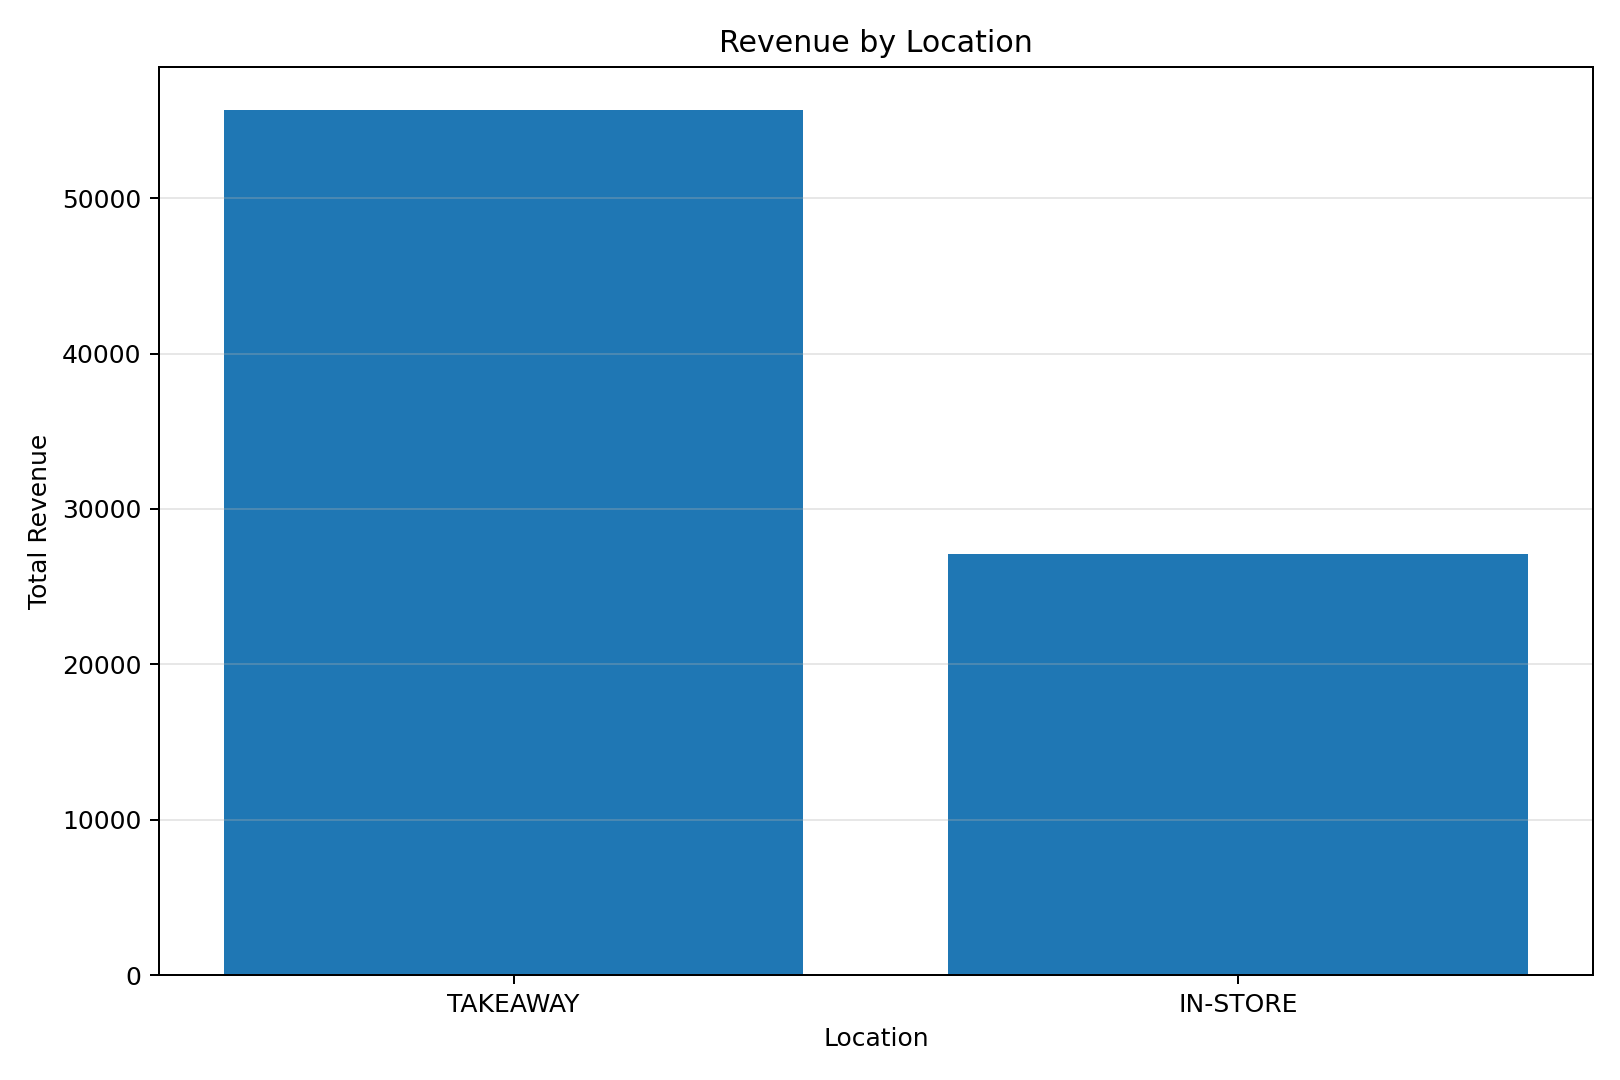 Revenue by Location
Total Revenue
50000
40000
30000
20000
10000
0
TAKEAWAY
IN-STORE
Location